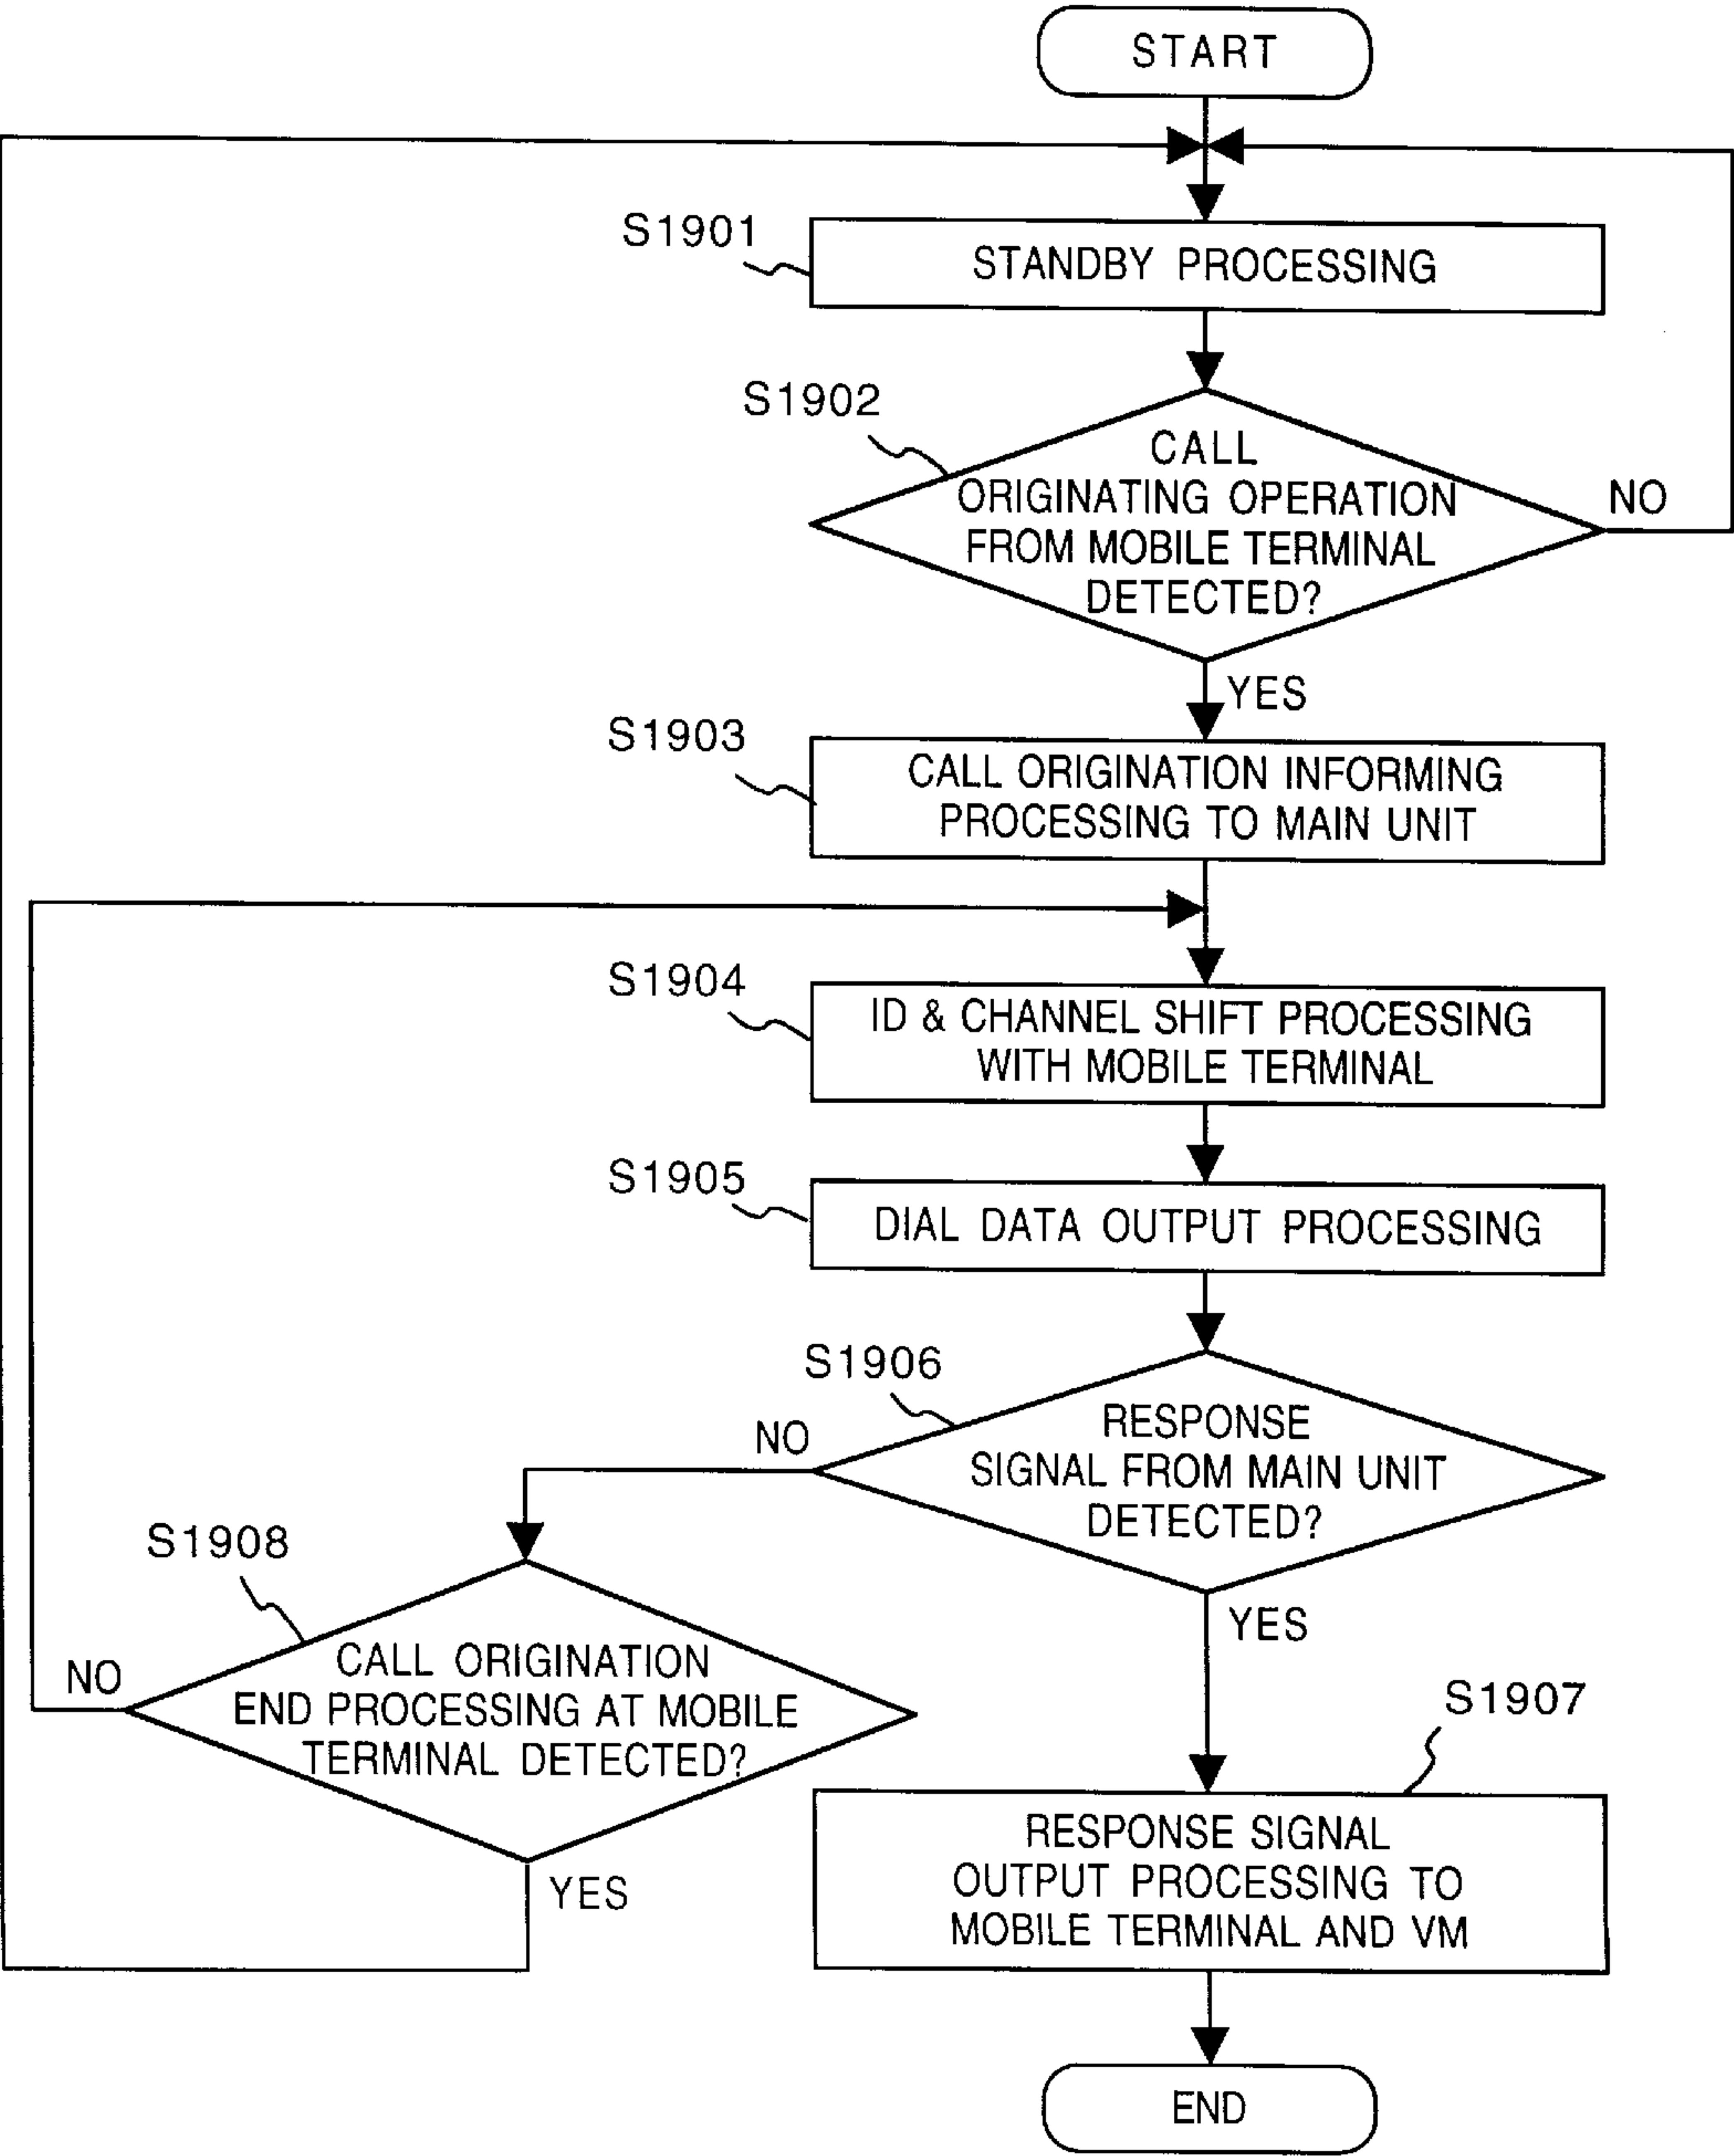 START
S1901
STANDBY PROCESSING
S1902
CALL
ORIGINATING OPERATION
FROM MOBILE TERMINAL
DETECTED?
NO
YES
S1903
CALL ORIGINATION INFORMING
PROCESSING TO MAIN UNIT
S1904
ID & CHANNEL SHIFT PROCESSING
WITH MOBILE TERMINAL
S1905
DIAL DATA OUTPUT PROCESSING
S1906
RESPONSE
SIGNAL FROM MAIN UNIT
DETECTED?
NO
YES
S1908
CALL ORIGINATION
END PROCESSING AT MOBILE
TERMINAL DETECTED?
NO
YES
S1907
RESPONSE SIGNAL
OUTPUT PROCESSING TO
MOBILE TERMINAL AND VM
END